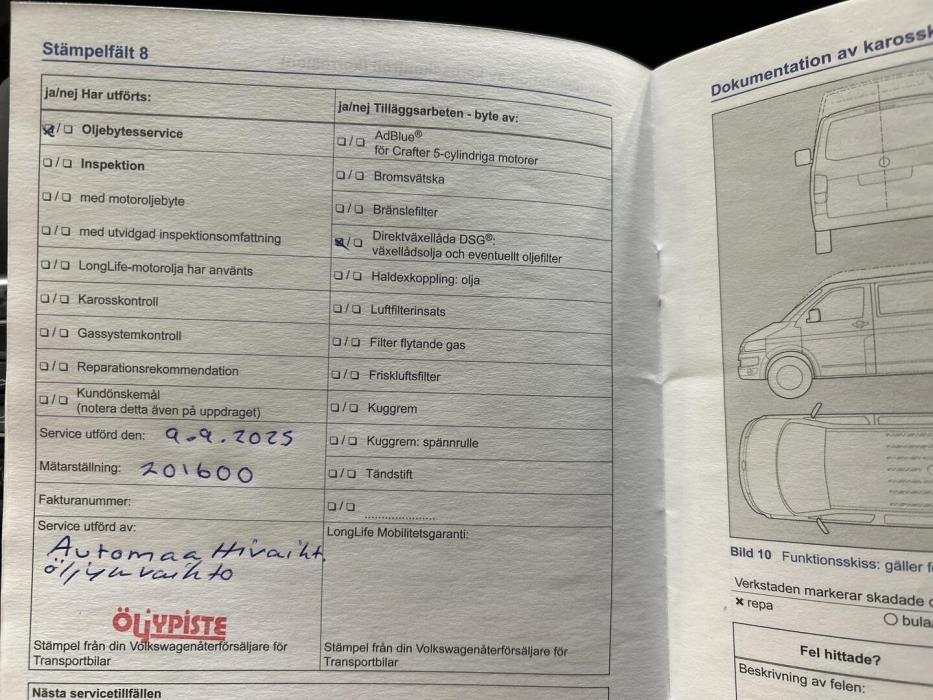 Stämpelfält 8
ja/nej Har utförts:
☒/❏ Oljebytesservice
❏/❏ Inspektion
❏/❏ med motoroljebyte
❏/❏ med utvidgad inspektionsomfattning
❏/❏ LongLife-motorolja har använts
❏/❏ Karosskontroll
❏/❏ Gassystemkontroll
❏/❏ Reparationsrekommendation
❏/❏ Kundönskemål
(notera detta även på uppdraget)
Service utförd den: 9.9.2025
Mätarställning: 201600
Fakturanummer:
Service utförd av:
Automaattivaiht.
öljynvaihto
ÖLJYPISTE
Stämpel från din Volkswagenåterförsäljare för
Transportbilar
Nästa servicetillfällen
ja/nej Tilläggsarbeten - byte av:
❏/❏ AdBlue®
för Crafter 5-cylindriga motorer
❏/❏ Bromsvätska
❏/❏ Bränslefilter
☒/❏ Direktväxellåda DSG®:
växellådsolja och eventuellt oljefilter
❏/❏ Haldexkoppling: olja
❏/❏ Luftfilterinsats
❏/❏ Filter flytande gas
❏/❏ Friskluftsfilter
❏/❏ Kuggrem
❏/❏ Kuggrem: spännrulle
❏/❏ Tändstift
❏/❏ ....................
LongLife Mobilitetsgaranti:
Stämpel från din Volkswagenåterförsäljare för
Transportbilar
Dokumentation av karossk
Bild 10 Funktionsskiss: gäller f
Verkstaden markerar skadade
× repa
○ bula
Fel hittade?
Beskrivning av felen: